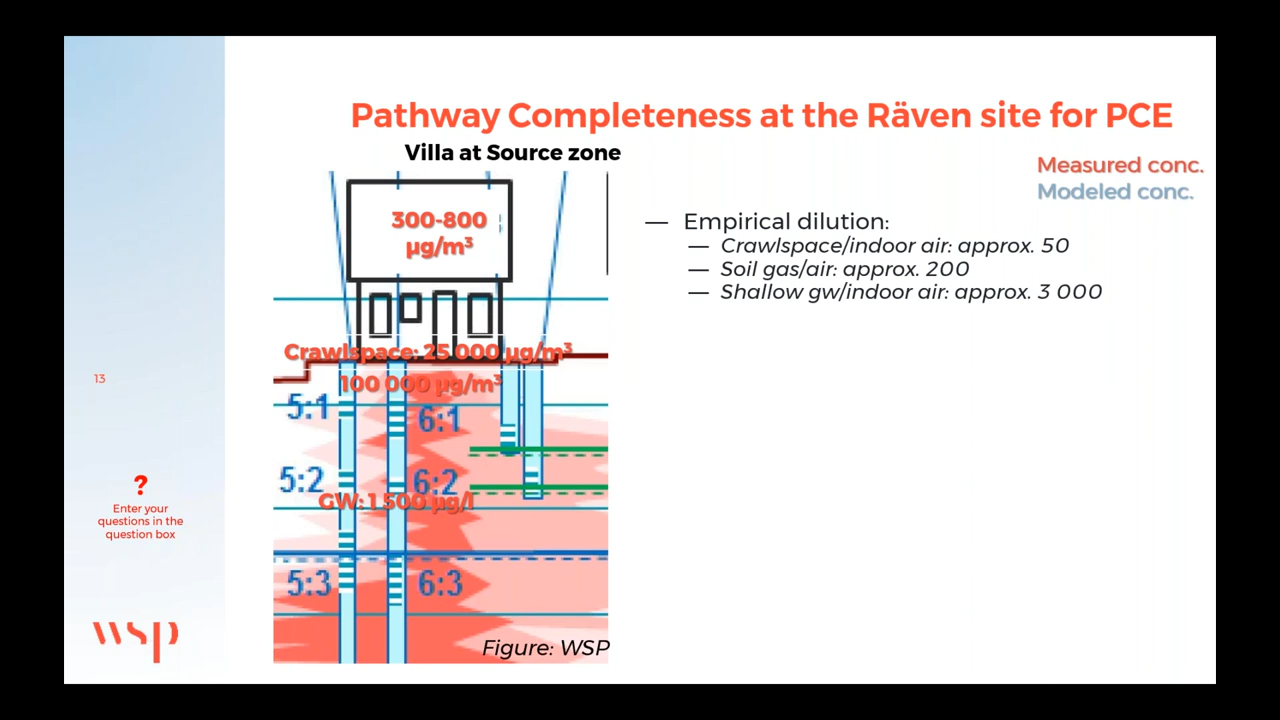 Pathway Completeness at the Räven site for PCE
Villa at Source zone
Measured conc.
Modeled conc.
300-800
µg/m³
— Empirical dilution:
— Crawlspace/indoor air: approx. 50
— Soil gas/air: approx. 200
— Shallow gw/indoor air: approx. 3 000
Crawlspace: 25 000 µg/m³
100 000 µg/m³
5:1
6:1
5:2
6:2
GW: 1 500 µg/l
5:3
6:3
Figure: WSP
13
?
Enter your
questions in the
question box
wsp